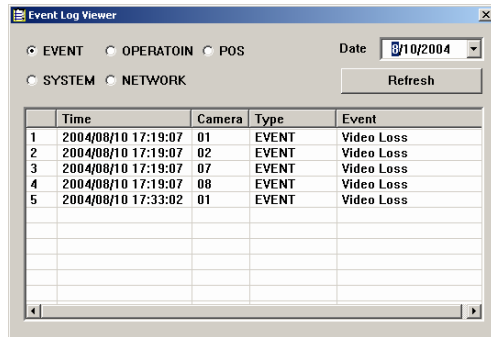 Event Log Viewer
EVENT OPERATOIN POS Date 8/10/2004
SYSTEM NETWORK Refresh
Time Camera Type Event
1 2004/08/10 17:19:07 01 EVENT Video Loss
2 2004/08/10 17:19:07 02 EVENT Video Loss
3 2004/08/10 17:19:07 07 EVENT Video Loss
4 2004/08/10 17:19:07 08 EVENT Video Loss
5 2004/08/10 17:33:02 01 EVENT Video Loss